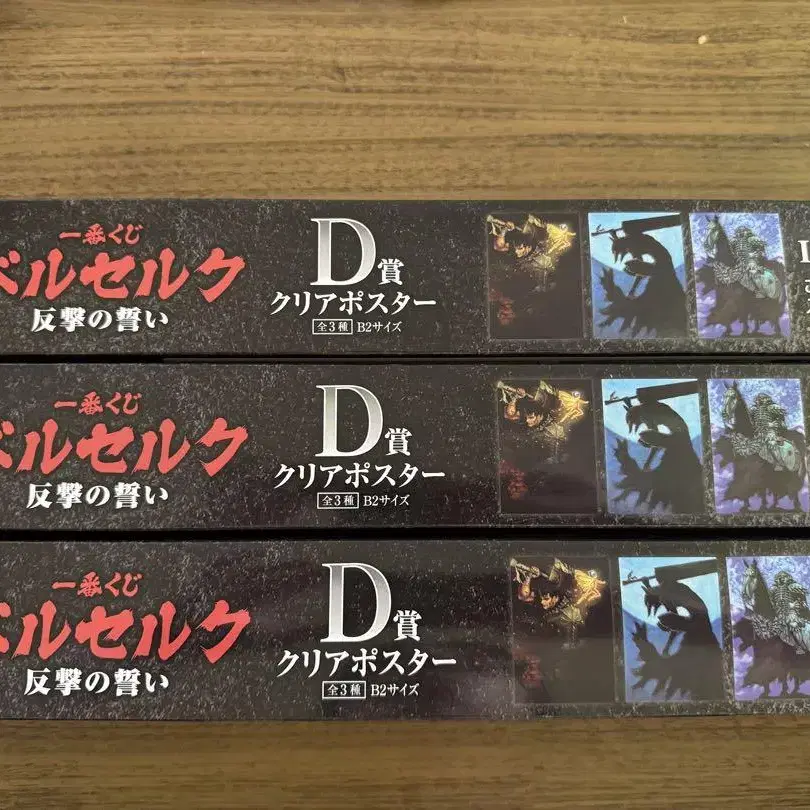 一番くじ
ベルセルク
反撃の誓い
D賞
クリアポスター
全3種 B2サイズ
一番くじ
ベルセルク
反撃の誓い
D賞
クリアポスター
全3種 B2サイズ
一番くじ
ベルセルク
反撃の誓い
D賞
クリアポスター
全3種 B2サイズ